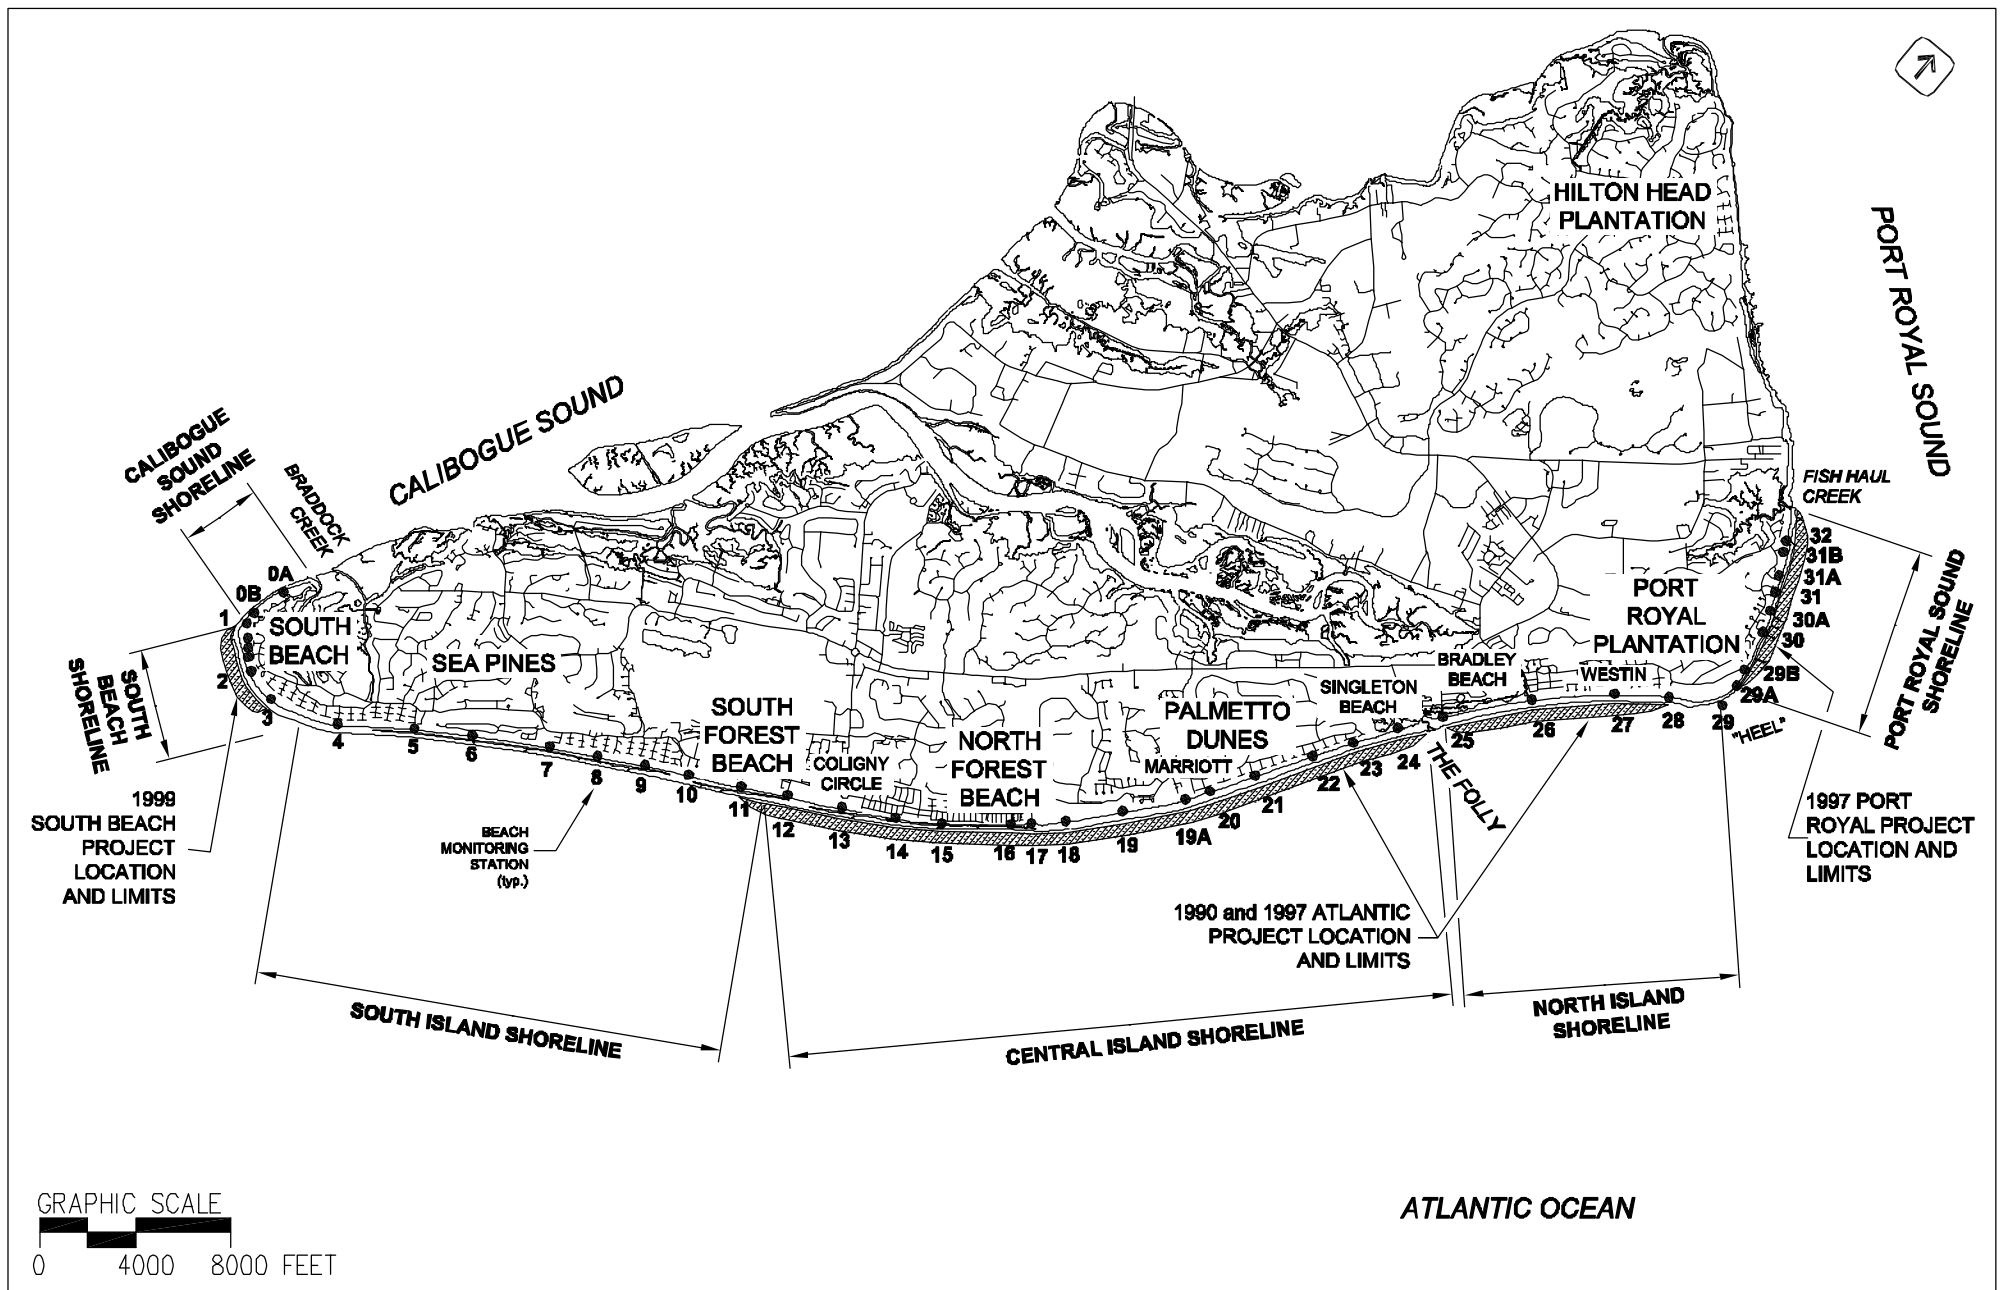 HILTON HEAD
PLANTATION
PORT ROYAL SOUND
CALIBOGUE SOUND
CALIBOGUE
SOUND
SHORELINE
BRADDOCK
CREEK
FISH HAUL
CREEK
0A
0B
1
2
3
SOUTH
BEACH
SOUTH
BEACH
SHORELINE
SEA PINES
32
31B
31A
31
30A
30
29B
29A
29
"HEEL"
PORT
ROYAL
PLANTATION
PORT ROYAL SOUND
SHORELINE
BRADLEY
BEACH
WESTIN
SINGLETON
BEACH
SOUTH
FOREST
BEACH
PALMETTO
DUNES
MARRIOTT
NORTH
FOREST
BEACH
COLIGNY
CIRCLE
4
5
6
7
8
9
10
11
12
13
14
15
16
17
18
19
19A
20
21
22
23
24
25
26
27
28
THE FOLLY
1999
SOUTH BEACH
PROJECT
LOCATION
AND LIMITS
BEACH
MONITORING
STATION
(typ.)
1997 PORT
ROYAL PROJECT
LOCATION AND
LIMITS
1990 and 1997 ATLANTIC
PROJECT LOCATION
AND LIMITS
SOUTH ISLAND SHORELINE
CENTRAL ISLAND SHORELINE
NORTH ISLAND
SHORELINE
ATLANTIC OCEAN
GRAPHIC SCALE
0 4000 8000 FEET